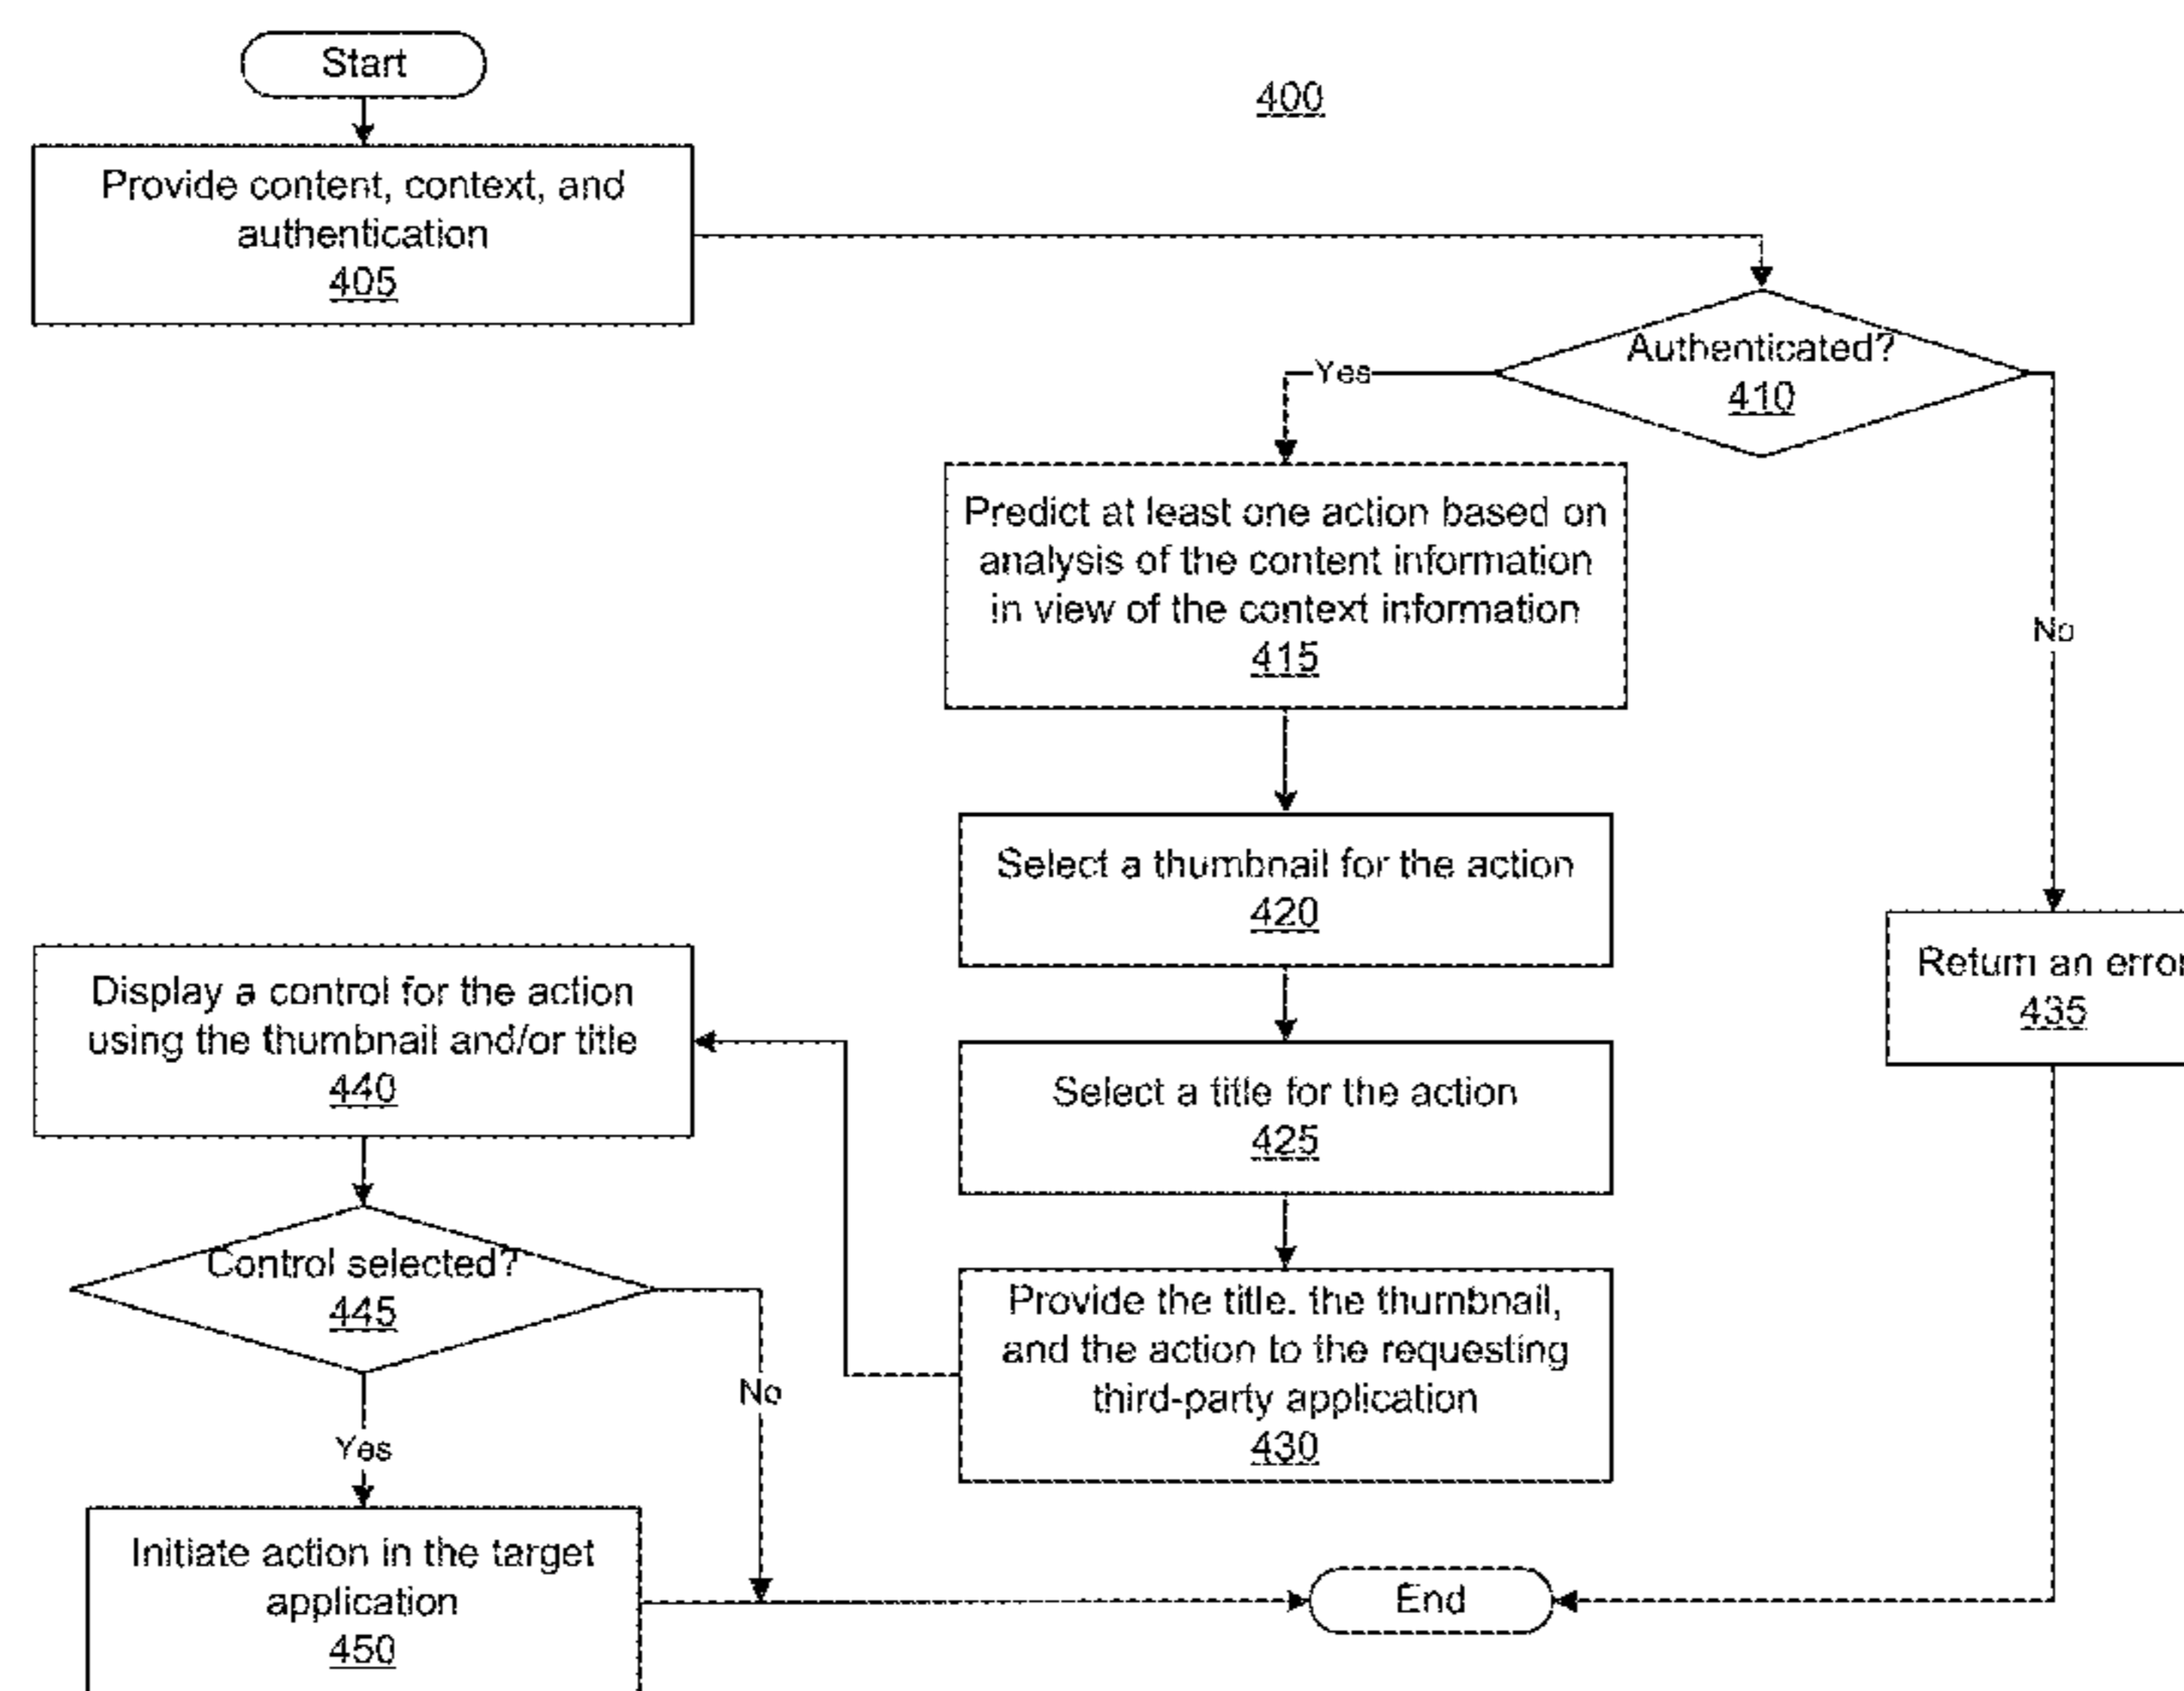 Start
400
Provide content, context, and
authentication
405
Authenticated?
410
Yes
No
Predict at least one action based on
analysis of the content information
in view of the context information
415
Select a thumbnail for the action
420
Return an error
435
Select a title for the action
425
Provide the title. the thumbnail,
and the action to the requesting
third-party application
430
Display a control for the action
using the thumbnail and/or title
440
Control selected?
445
No
Yes
Initiate action in the target
application
450
End